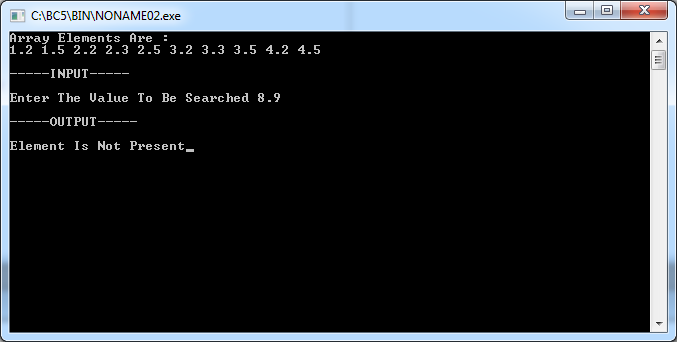 C:\BC5\BIN\NONAME02.exe
Array Elements Are :
1.2 1.5 2.2 2.3 2.5 3.2 3.3 3.5 4.2 4.5
-----INPUT-----
Enter The Value To Be Searched 8.9
-----OUTPUT-----
Element Is Not Present_